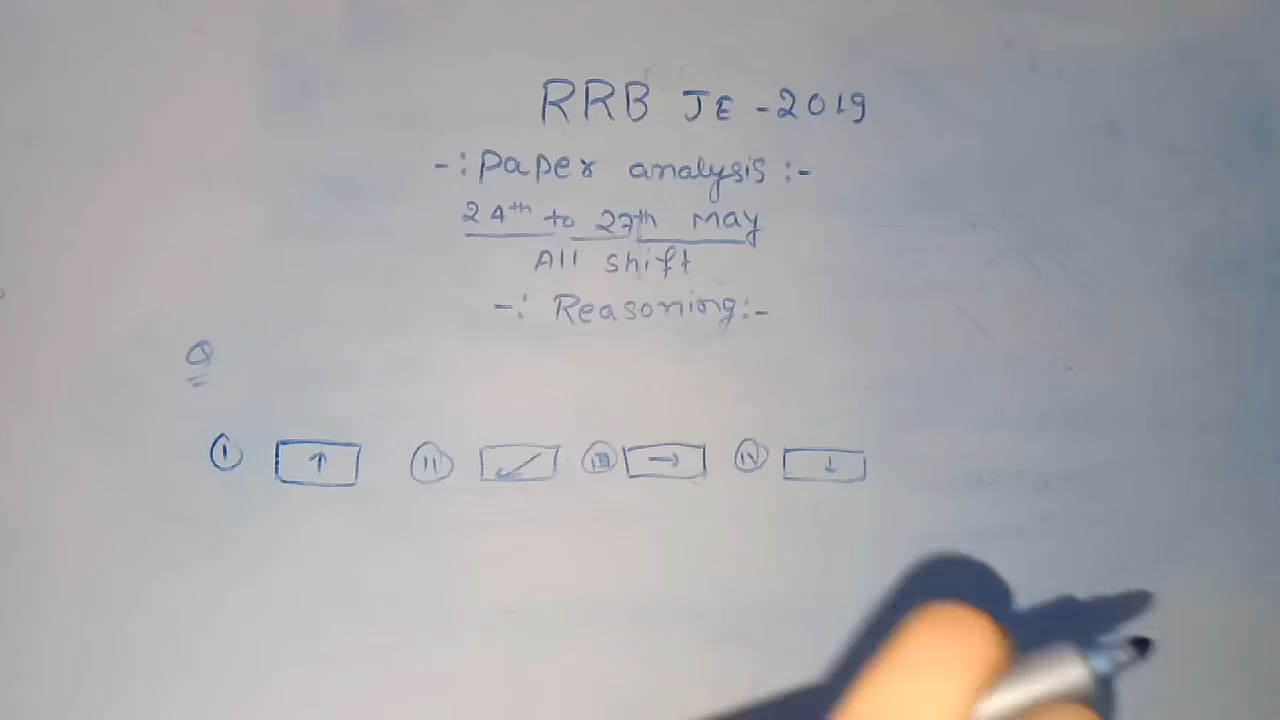 RRB JE - 2019
-: Paper analysis :-
24th to 27th May
All shift
-: Reasoning:-
Q
I ↑ II ↙ III → IV ↓